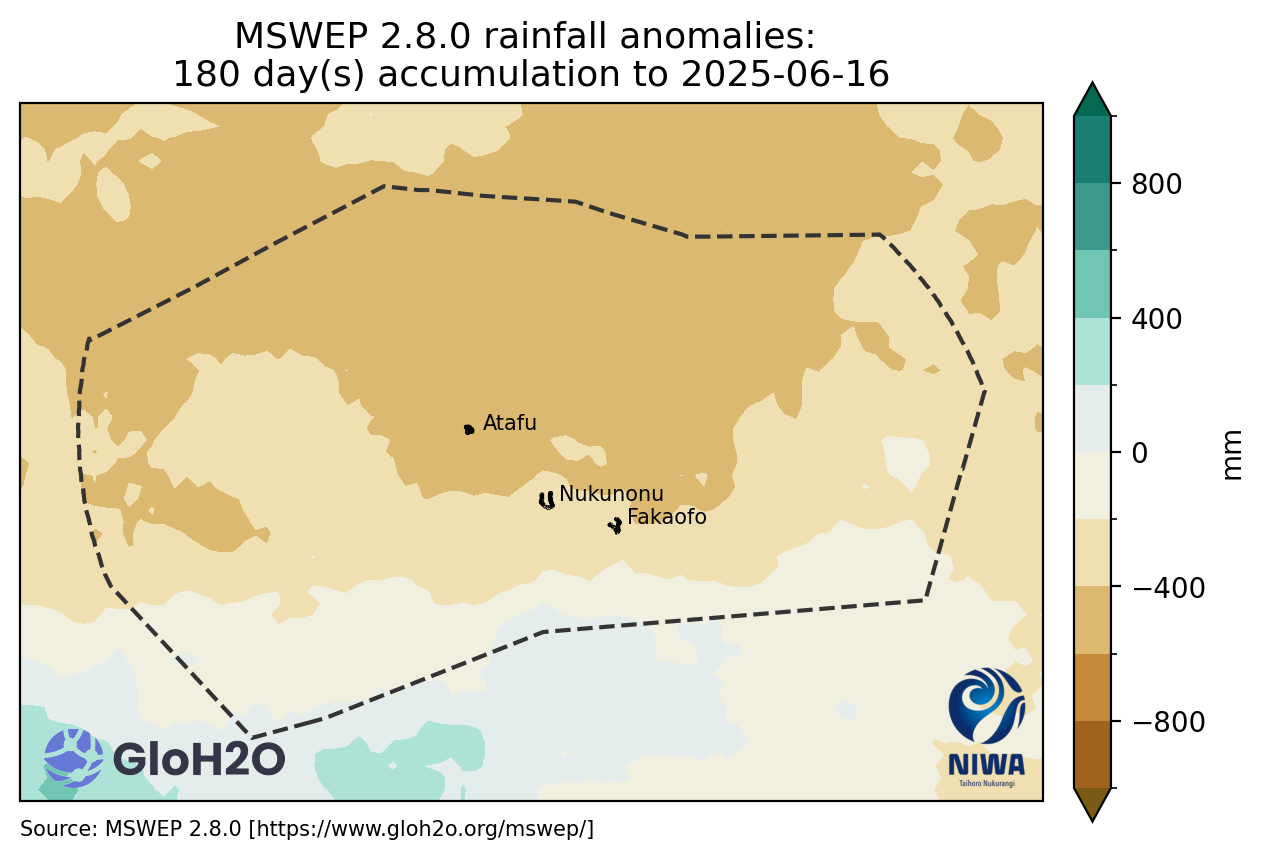 MSWEP 2.8.0 rainfall anomalies:
180 day(s) accumulation to 2025-06-16
800
400
0
−400
−800
mm
Atafu
Nukunonu
Fakaofo
GloH2O
NIWA
Taihoro Nukurangi
Source: MSWEP 2.8.0 [https://www.gloh2o.org/mswep/]